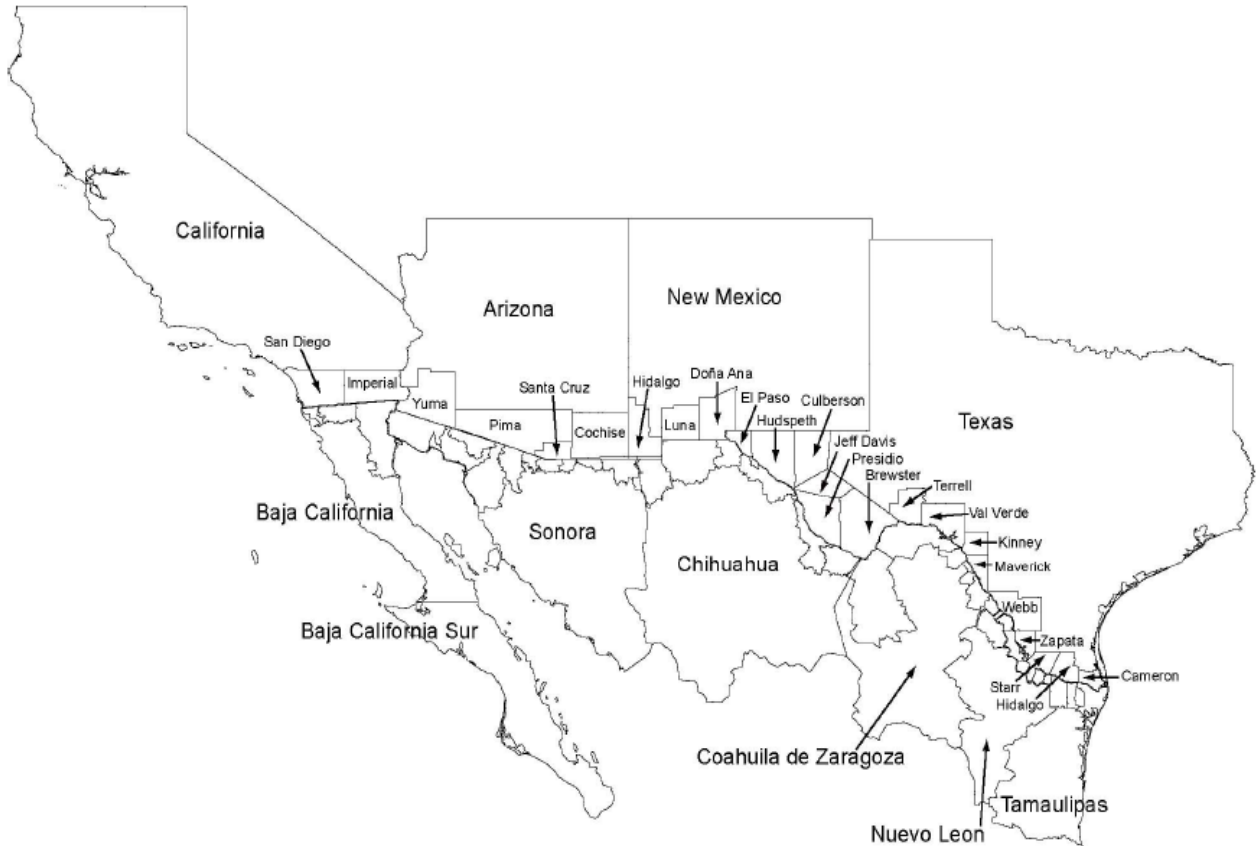 California
Arizona
New Mexico
San Diego
Imperial
Yuma
Pima
Santa Cruz
Cochise
Hidalgo
Luna
Doña Ana
El Paso
Hudspeth
Culberson
Jeff Davis
Presidio
Brewster
Texas
Terrell
Val Verde
Kinney
Maverick
Webb
Zapata
Starr
Hidalgo
Cameron
Baja California
Sonora
Chihuahua
Baja California Sur
Coahuila de Zaragoza
Tamaulipas
Nuevo Leon